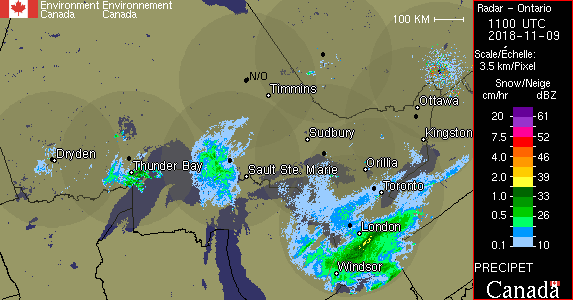 Environment Environnement
Canada Canada
100 KM
N/O
Timmins
Ottawa
Sudbury
Kingston
Dryden
Thunder Bay
Sault Ste. Marie
Orillia
Toronto
London
Windsor
Radar - Ontario
1100 UTC
2018-11-09
Scale/Échelle:
3.5 km/Pixel
Snow/Neige
cm/hr dBZ
20 61
7.5 52
4.0 46
2.0 39
1.0 33
0.5 26
0.1 10
PRECIPET
Canada